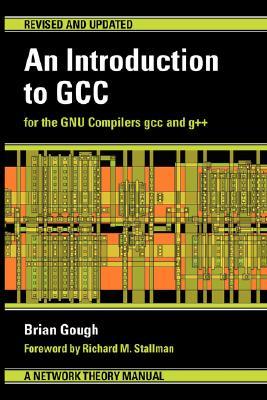 REVISED AND UPDATED
An Introduction
to GCC
for the GNU Compilers gcc and g++
Brian Gough
Foreword by Richard M. Stallman
A NETWORK THEORY MANUAL